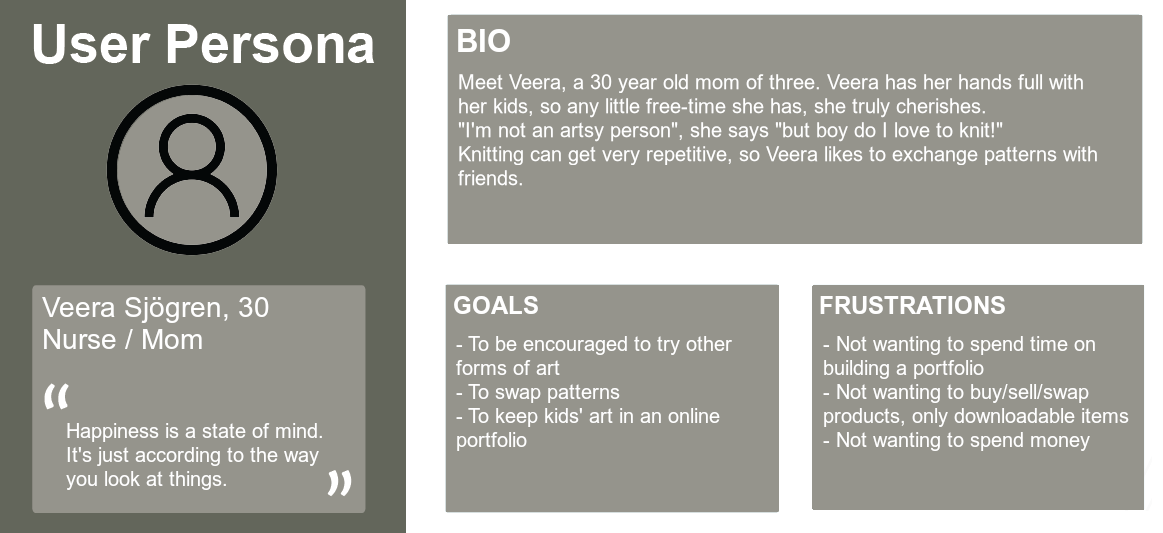 User Persona
Veera Sjögren, 30
Nurse / Mom
“
Happiness is a state of mind.
It's just according to the way
you look at things.
”
BIO
Meet Veera, a 30 year old mom of three. Veera has her hands full with
her kids, so any little free-time she has, she truly cherishes.
"I'm not an artsy person", she says "but boy do I love to knit!"
Knitting can get very repetitive, so Veera likes to exchange patterns with
friends.
GOALS
- To be encouraged to try other
forms of art
- To swap patterns
- To keep kids' art in an online
portfolio
FRUSTRATIONS
- Not wanting to spend time on
building a portfolio
- Not wanting to buy/sell/swap
products, only downloadable items
- Not wanting to spend money